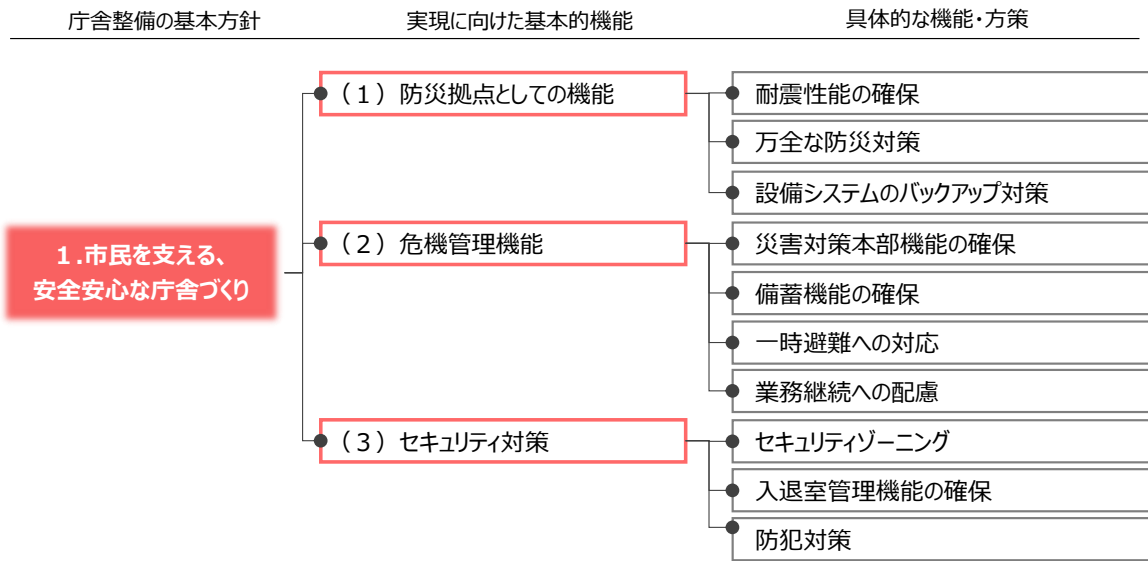 庁舎整備の基本方針
実現に向けた基本的機能
具体的な機能・方策
1.市民を支える、
安全安心な庁舎づくり
（1）防災拠点としての機能
耐震性能の確保
万全な防災対策
設備システムのバックアップ対策
（2）危機管理機能
災害対策本部機能の確保
備蓄機能の確保
一時避難への対応
業務継続への配慮
（3）セキュリティ対策
セキュリティゾーニング
入退室管理機能の確保
防犯対策